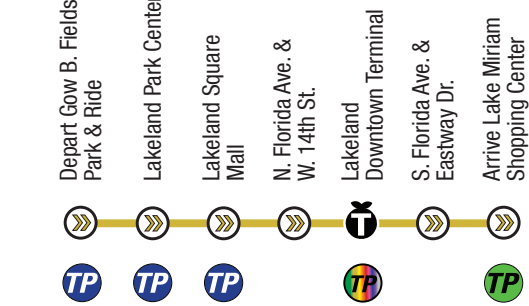 Depart Gow B. Fields
Park & Ride
Lakeland Park Center
Lakeland Square
Mall
N. Florida Ave. &
W. 14th St.
Lakeland
Downtown Terminal
S. Florida Ave. &
Eastway Dr.
Arrive Lake Miriam
Shopping Center
T
TP
TP
TP
TP
TP